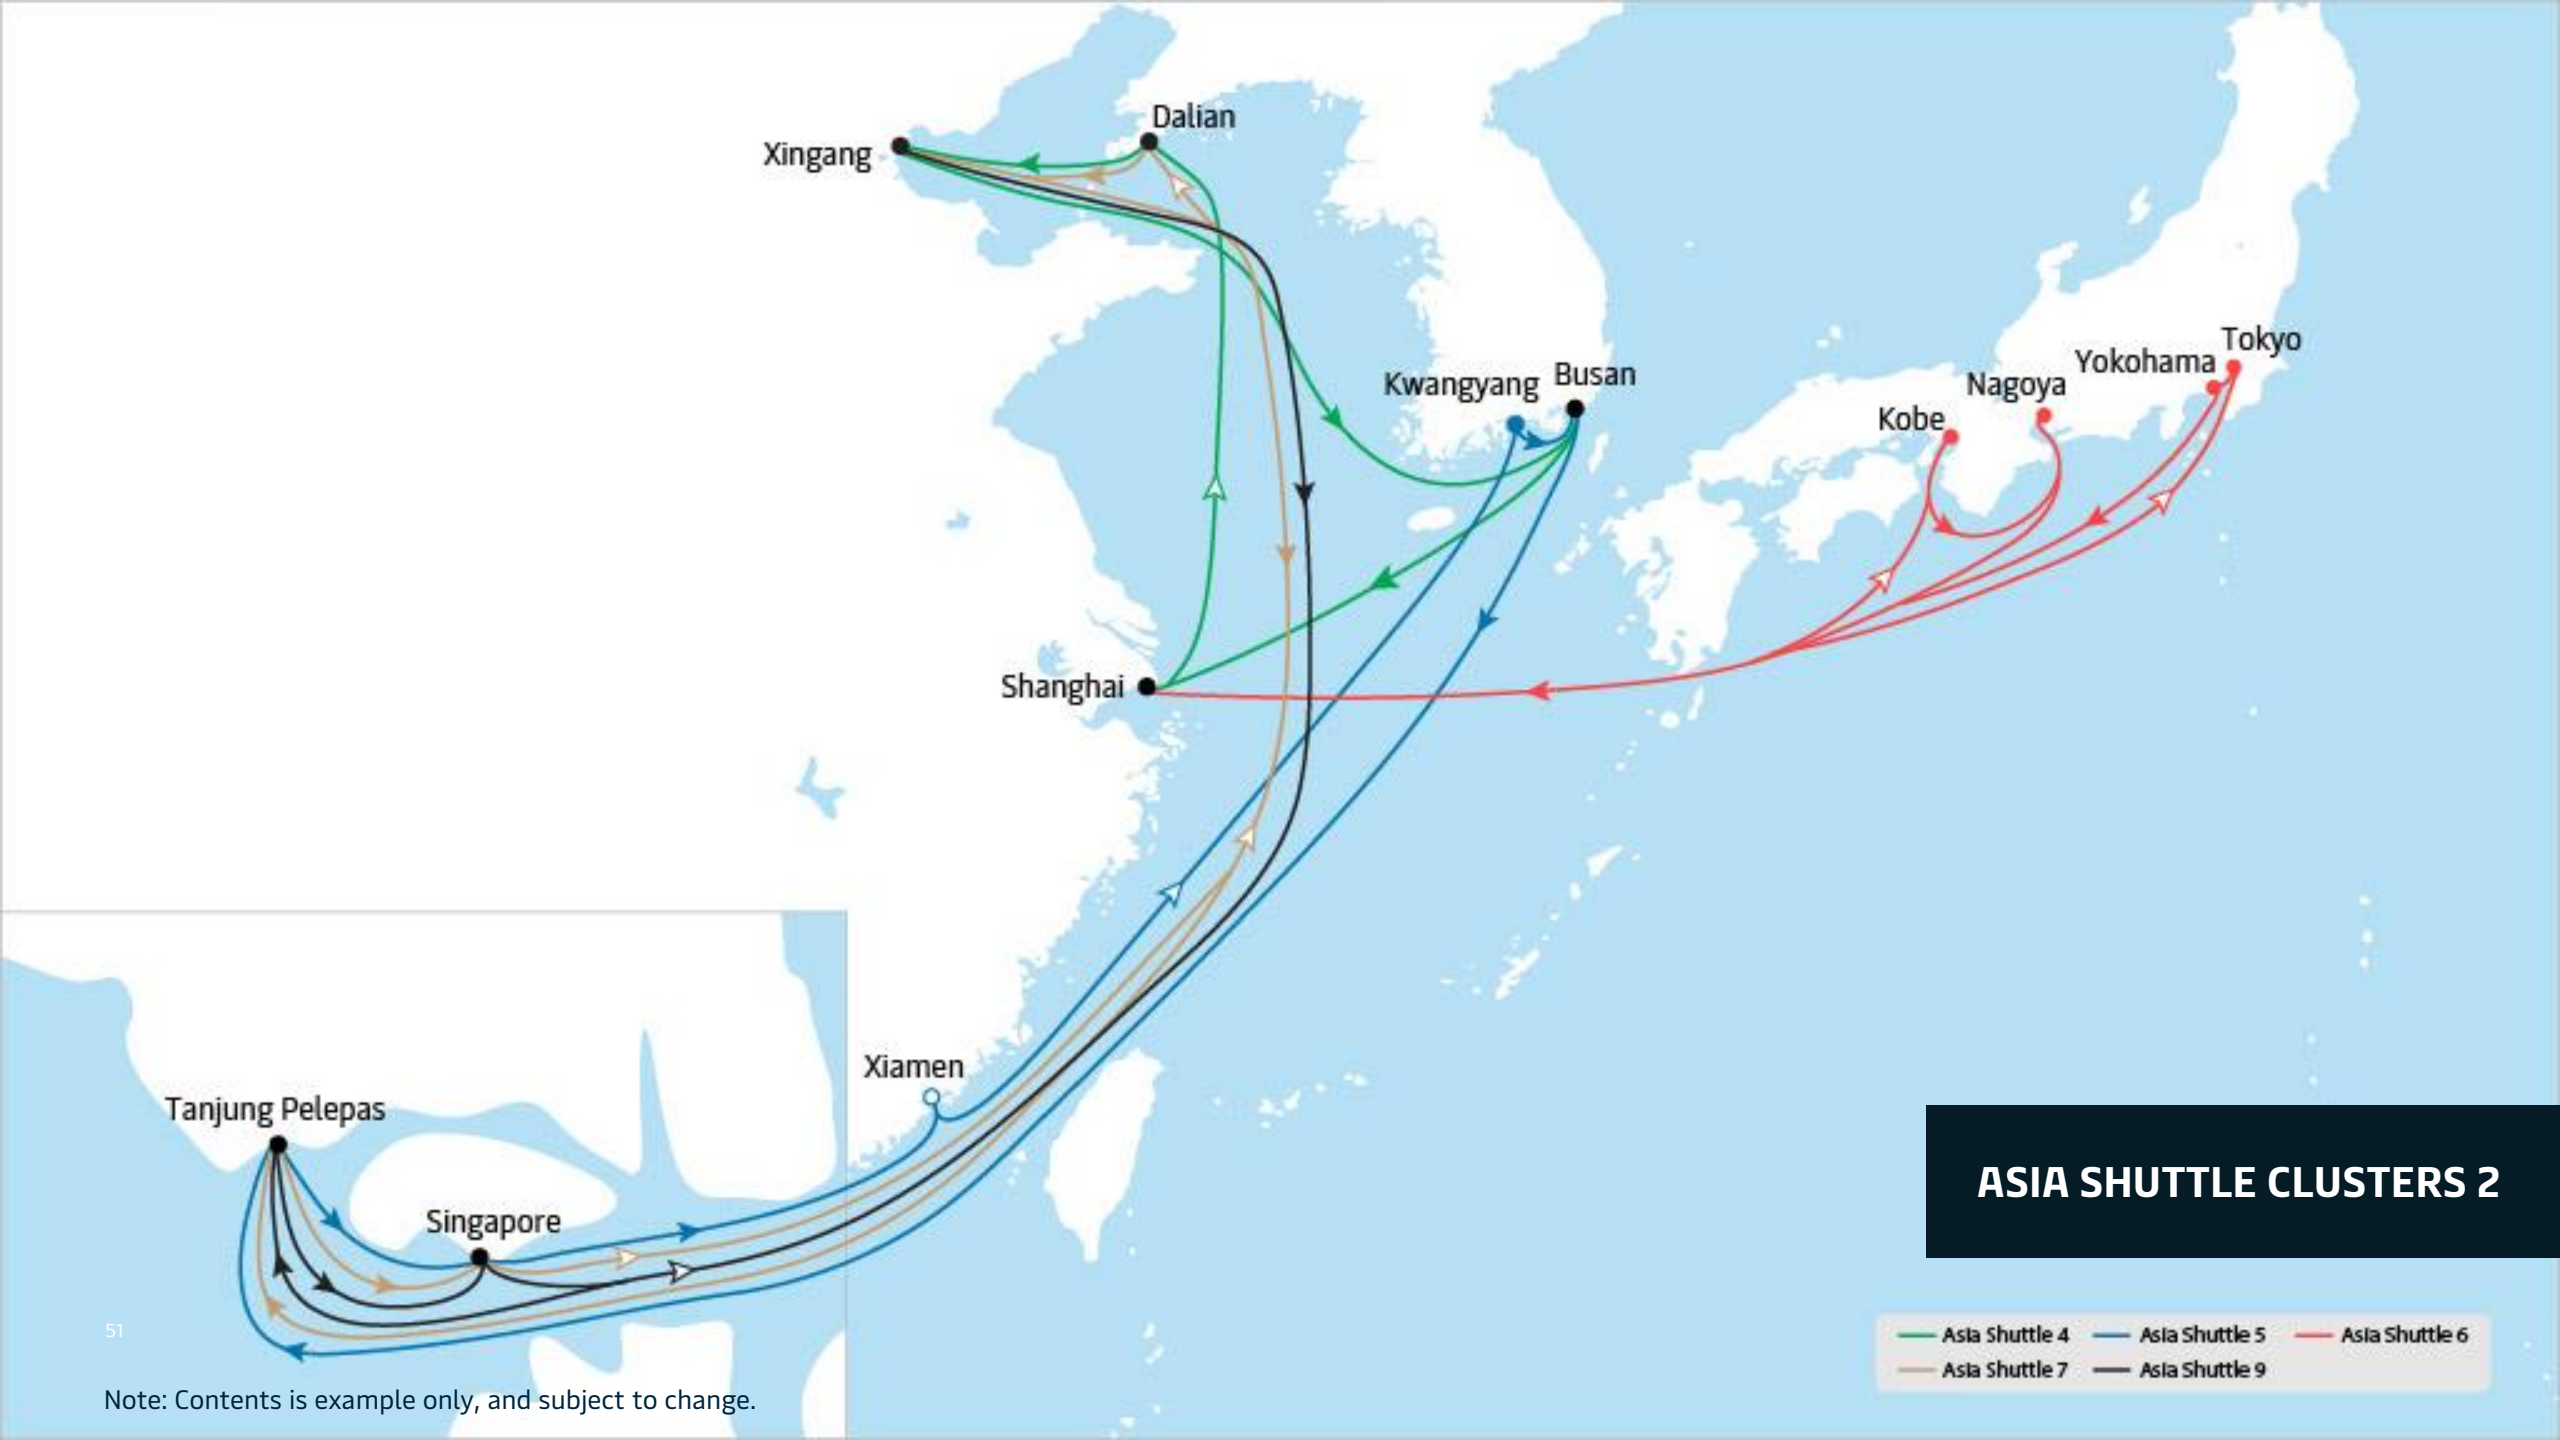 Dalian
Xingang
Tokyo
Yokohama
Kwangyang
Busan
Nagoya
Kobe
Shanghai
Xiamen
Tanjung Pelepas
Singapore
ASIA SHUTTLE CLUSTERS 2
Asia Shuttle 4 Asia Shuttle 5 Asia Shuttle 6
Asia Shuttle 7 Asia Shuttle 9
51
Note: Contents is example only, and subject to change.